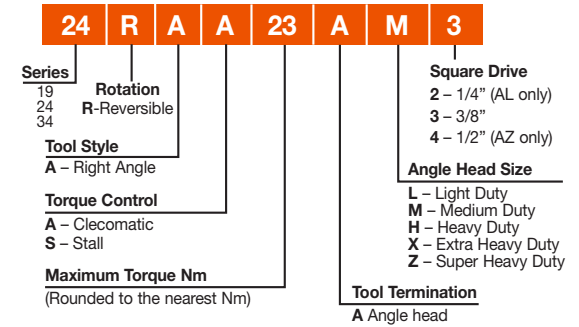 24 R A A 23 A M 3
Series
19
24
34
Rotation
R-Reversible
Tool Style
A – Right Angle
Torque Control
A – Clecomatic
S – Stall
Maximum Torque Nm
(Rounded to the nearest Nm)
Square Drive
2 – 1/4” (AL only)
3 – 3/8”
4 – 1/2” (AZ only)
Angle Head Size
L – Light Duty
M – Medium Duty
H – Heavy Duty
X – Extra Heavy Duty
Z – Super Heavy Duty
Tool Termination
A Angle head